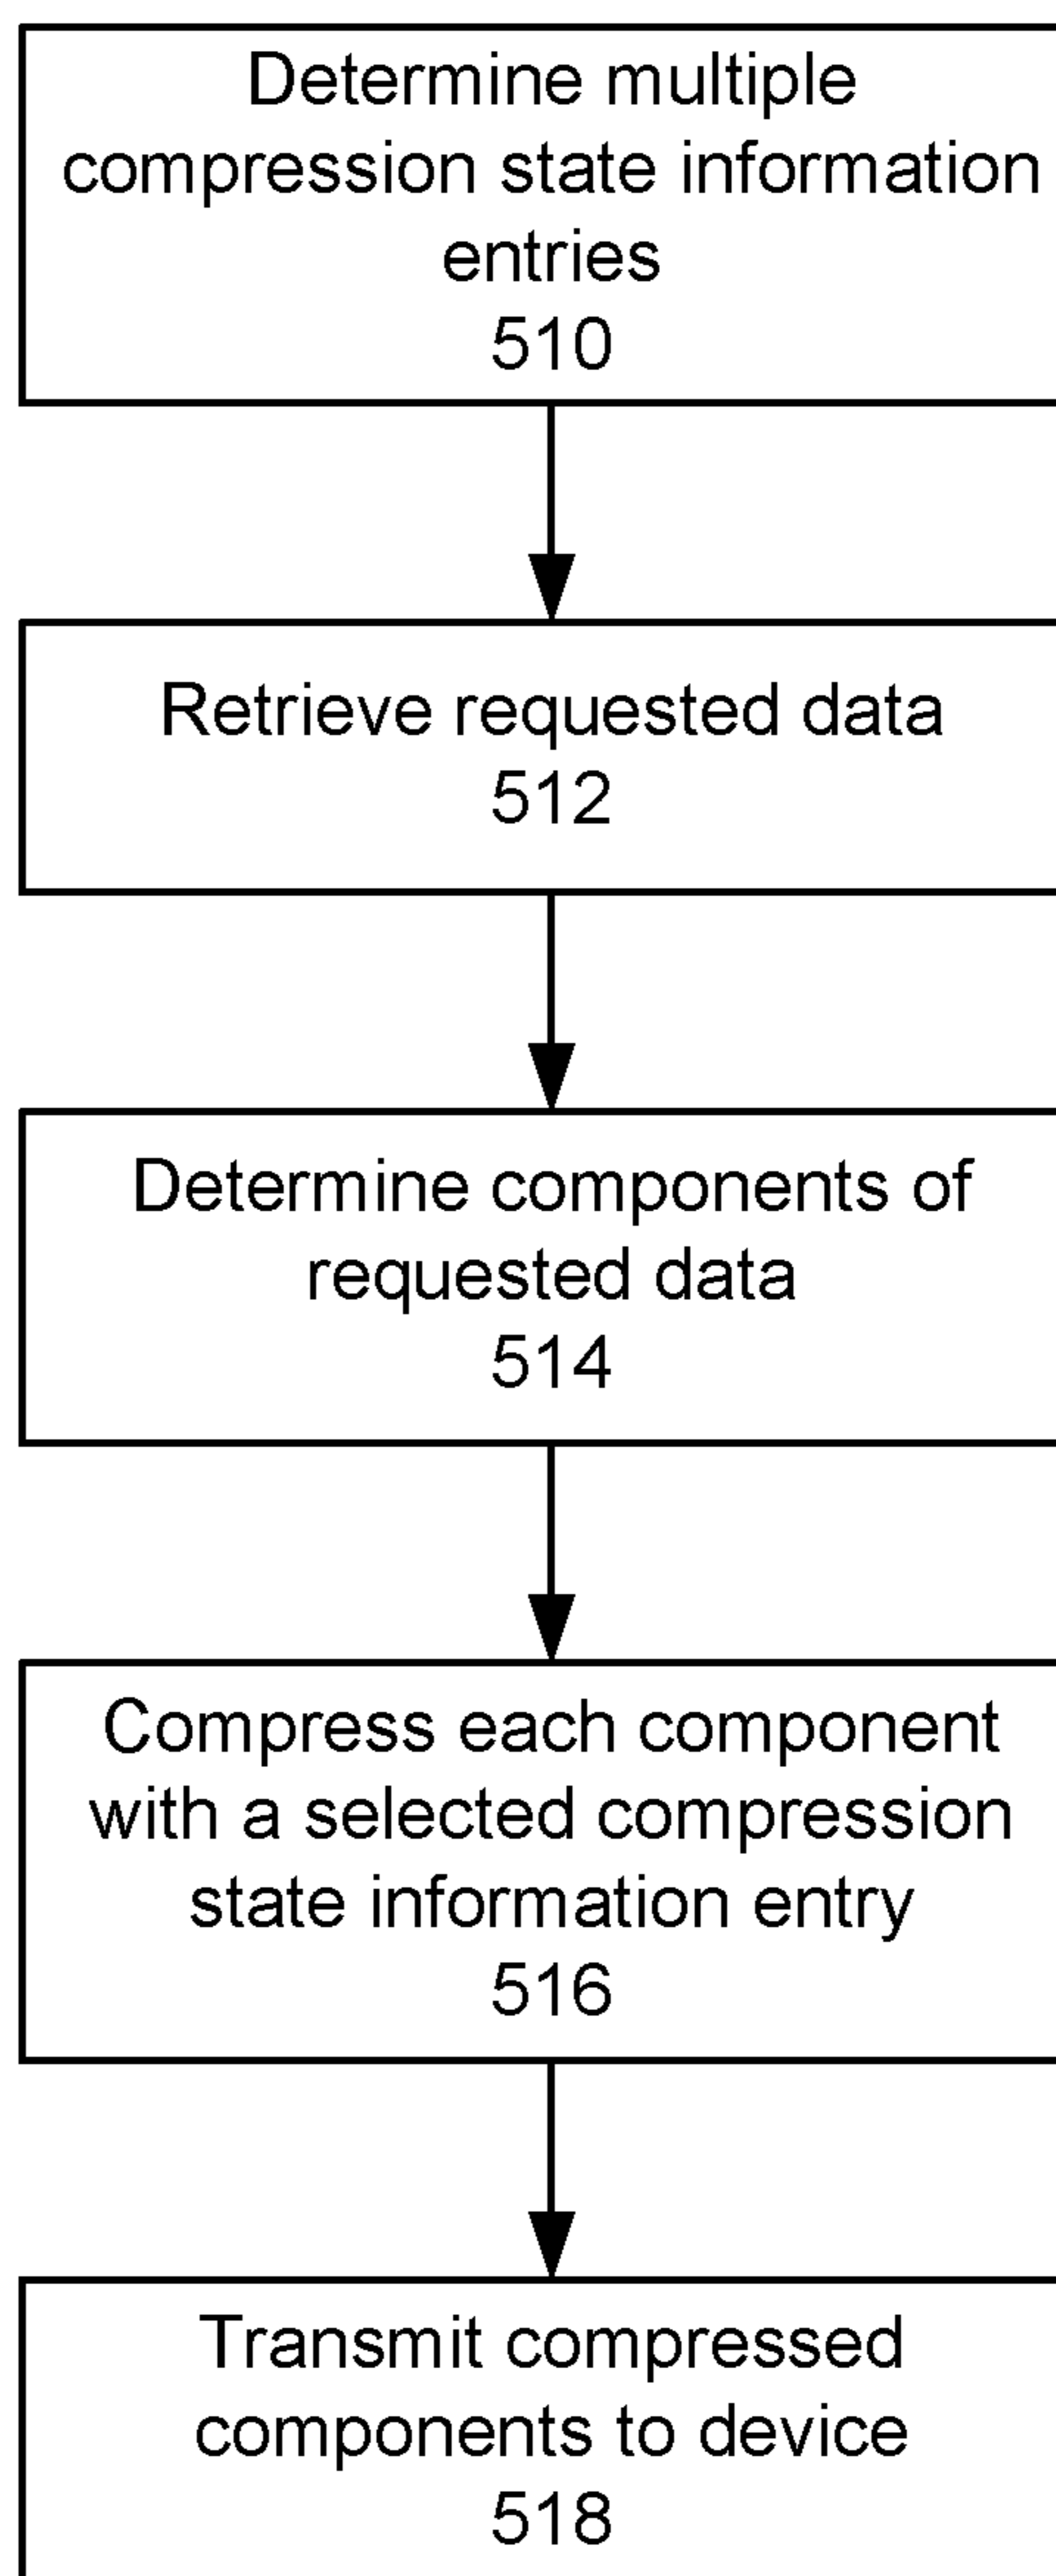 Determine multiple
compression state information
entries
510
Retrieve requested data
512
Determine components of
requested data
514
Compress each component
with a selected compression
state information entry
516
Transmit compressed
components to device
518